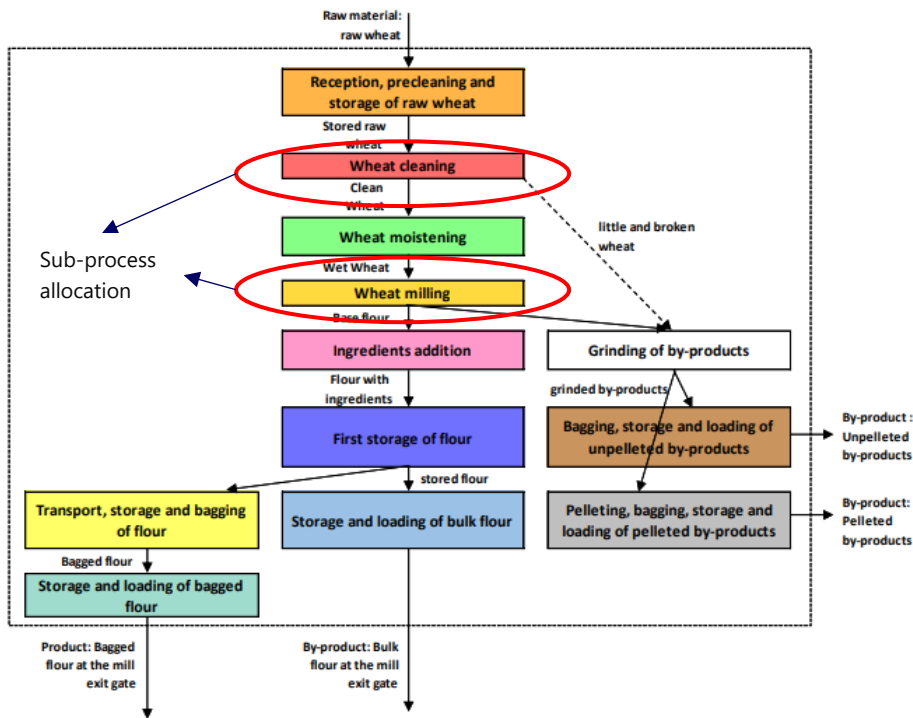 Raw material:
raw wheat
Reception, precleaning and
storage of raw wheat
Stored raw
wheat
Wheat cleaning
Clean
Wheat
little and broken
wheat
Wheat moistening
Sub-process
allocation
Wet Wheat
Wheat milling
Base flour
Ingredients addition
Grinding of by-products
Flour with
ingredients
grinded by-products
First storage of flour
Bagging, storage and loading of
unpelleted by-products
By-product :
Unpelleted
by-products
stored flour
Transport, storage and bagging
of flour
Storage and loading of bulk flour
Pelleting, bagging, storage and
loading of pelleted by-products
By-product:
Pelleted
by-products
Bagged flour
Storage and loading of bagged
flour
Product: Bagged
flour at the mill
exit gate
By-product: Bulk
flour at the mill
exit gate